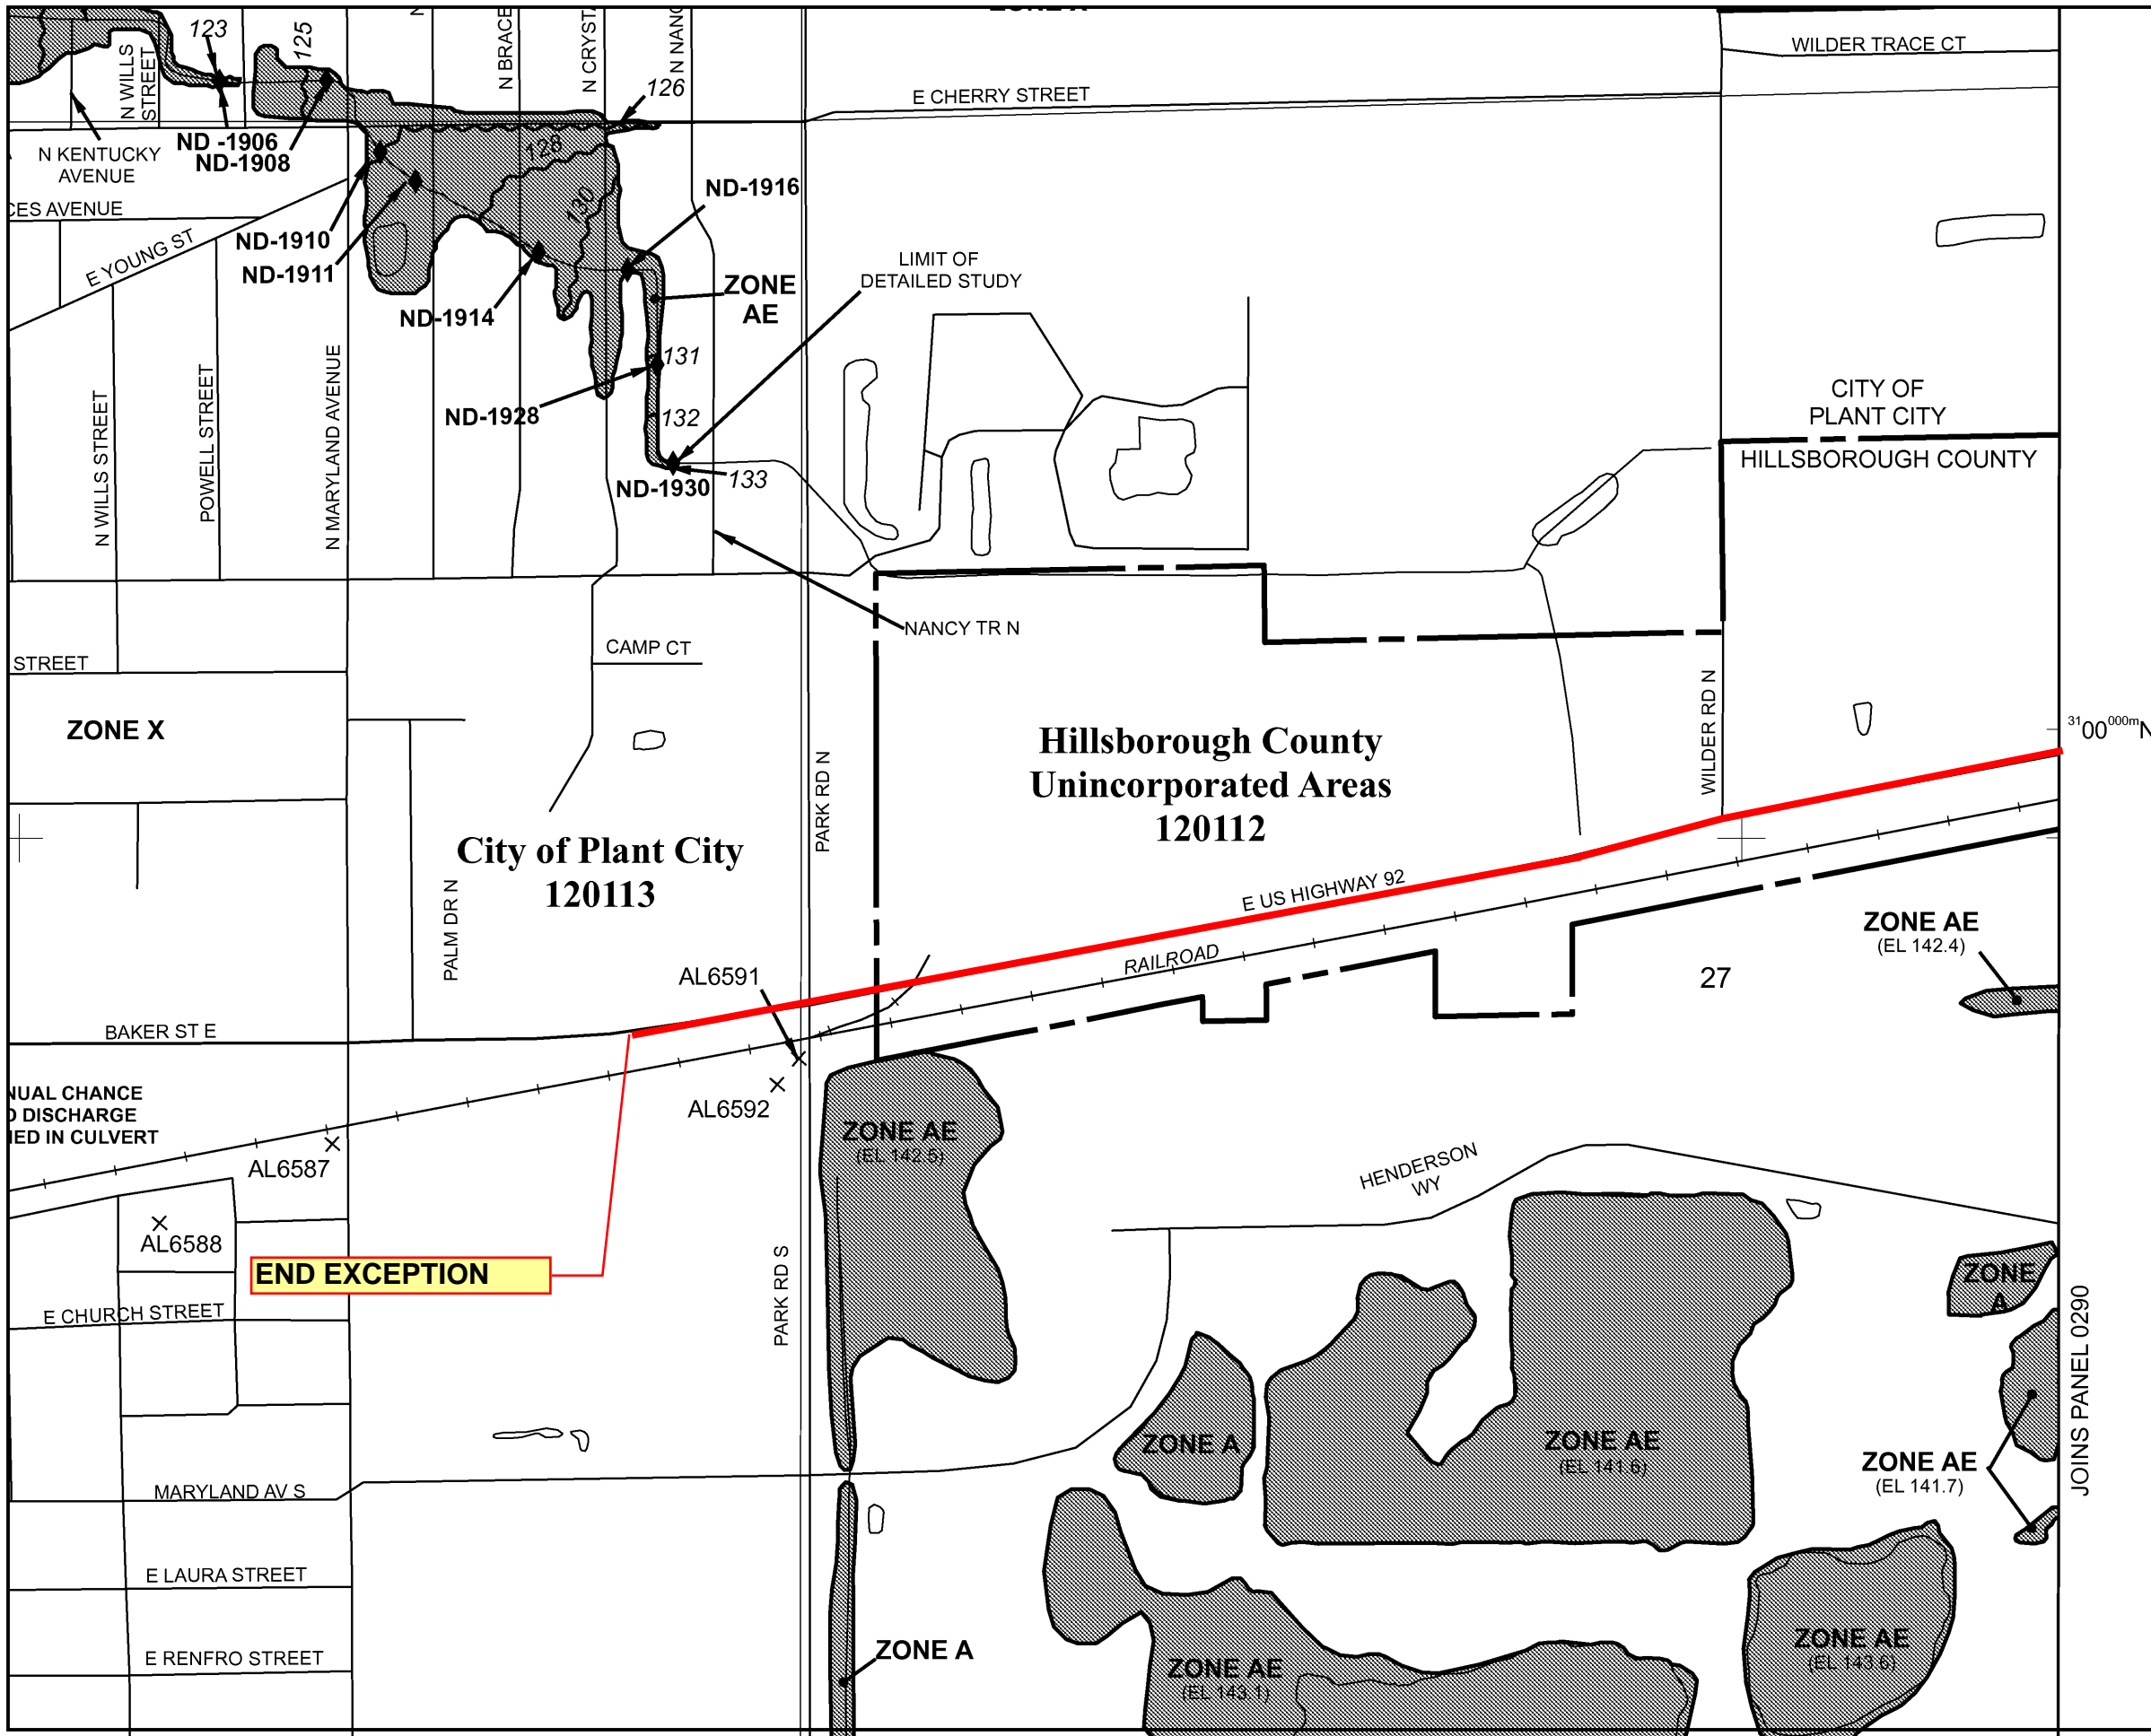 123
125
N WILLS
STREET
N BRACE
N CRYST
N NANC
126
WILDER TRACE CT
E CHERRY STREET
ND -1906
ND-1908
N KENTUCKY
AVENUE
128
130
ND-1916
CES AVENUE
E YOUNG ST
ND-1910
ND-1911
ND-1914
ZONE
AE
LIMIT OF
DETAILED STUDY
131
132
133
ND-1928
ND-1930
N WILLS STREET
POWELL STREET
N MARYLAND AVENUE
CITY OF
PLANT CITY
HILLSBOROUGH COUNTY
NANCY TR N
CAMP CT
STREET
ZONE X
PARK RD N
WILDER RD N
31 00 000m N
Hillsborough County
Unincorporated Areas
120112
City of Plant City
120113
PALM DR N
E US HIGHWAY 92
RAILROAD
ZONE AE
(EL 142.4)
27
AL6591
AL6592
BAKER ST E
NUAL CHANCE
D DISCHARGE
NED IN CULVERT
AL6587
AL6588
ZONE AE
(EL 142.5)
HENDERSON
WY
END EXCEPTION
PARK RD S
E CHURCH STREET
ZONE
A
JOINS PANEL 0290
ZONE A
ZONE AE
(EL 141.6)
ZONE AE
(EL 141.7)
MARYLAND AV S
E LAURA STREET
E RENFRO STREET
ZONE A
ZONE AE
(EL 143.1)
ZONE AE
(EL 143.6)